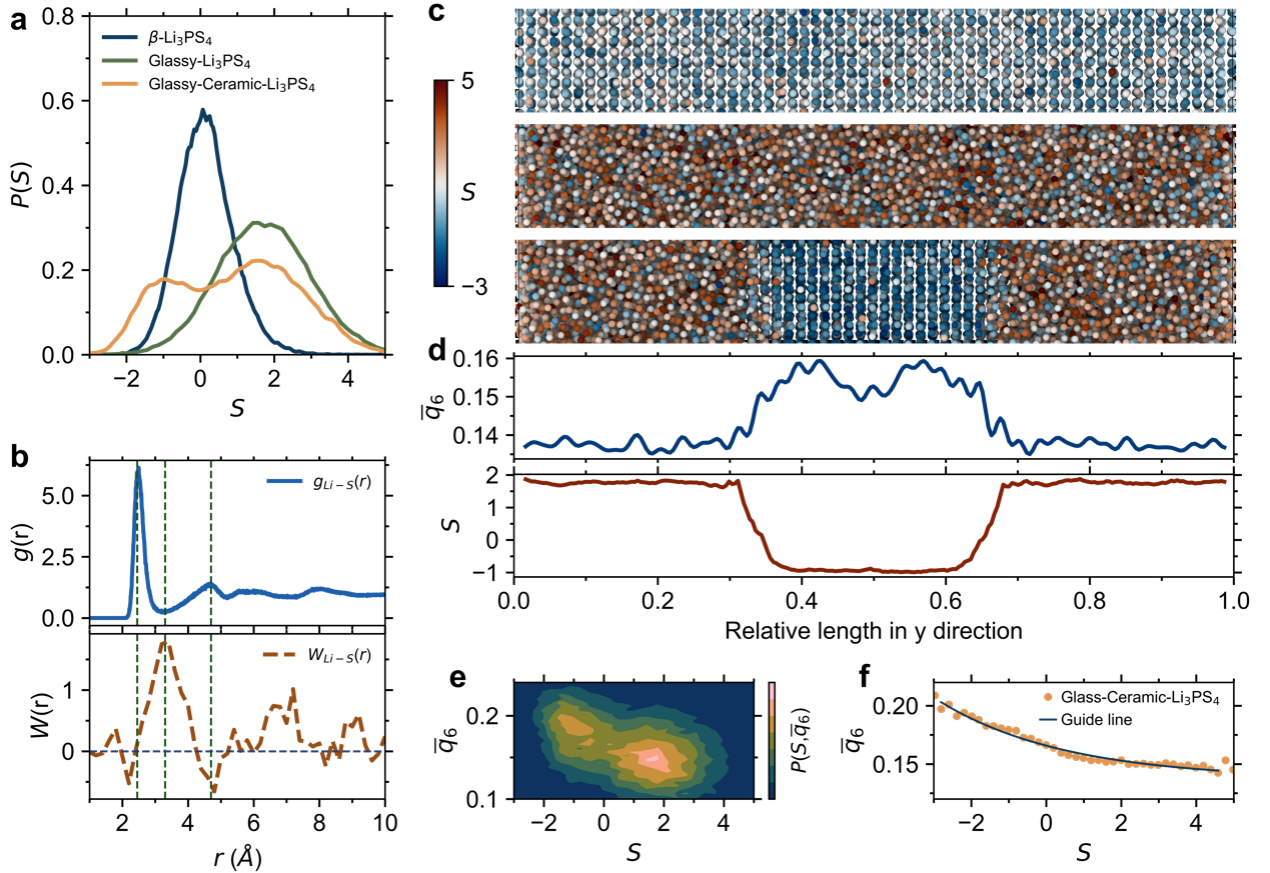 a
0.8
0.6
0.4
0.2
0.0
P(S)
β-Li₃PS₄
Glassy-Li₃PS₄
Glassy-Ceramic-Li₃PS₄
−2 0 2 4
S
5
S
−3
b
5.0
2.5
0.0
g(r)
g_{Li−S}(r)
1
0
W(r)
W_{Li−S}(r)
2 4 6 8 10
r (Å)
c
d
0.16
0.15
0.14
q̅₆
2
1
0
−1
S
0.0 0.2 0.4 0.6 0.8 1.0
Relative length in y direction
e
0.2
0.1
q̅₆
−2 0 2 4
S
P(S,q̅₆)
f
0.20
0.15
q̅₆
Glass-Ceramic-Li₃PS₄
Guide line
−2 0 2 4
S